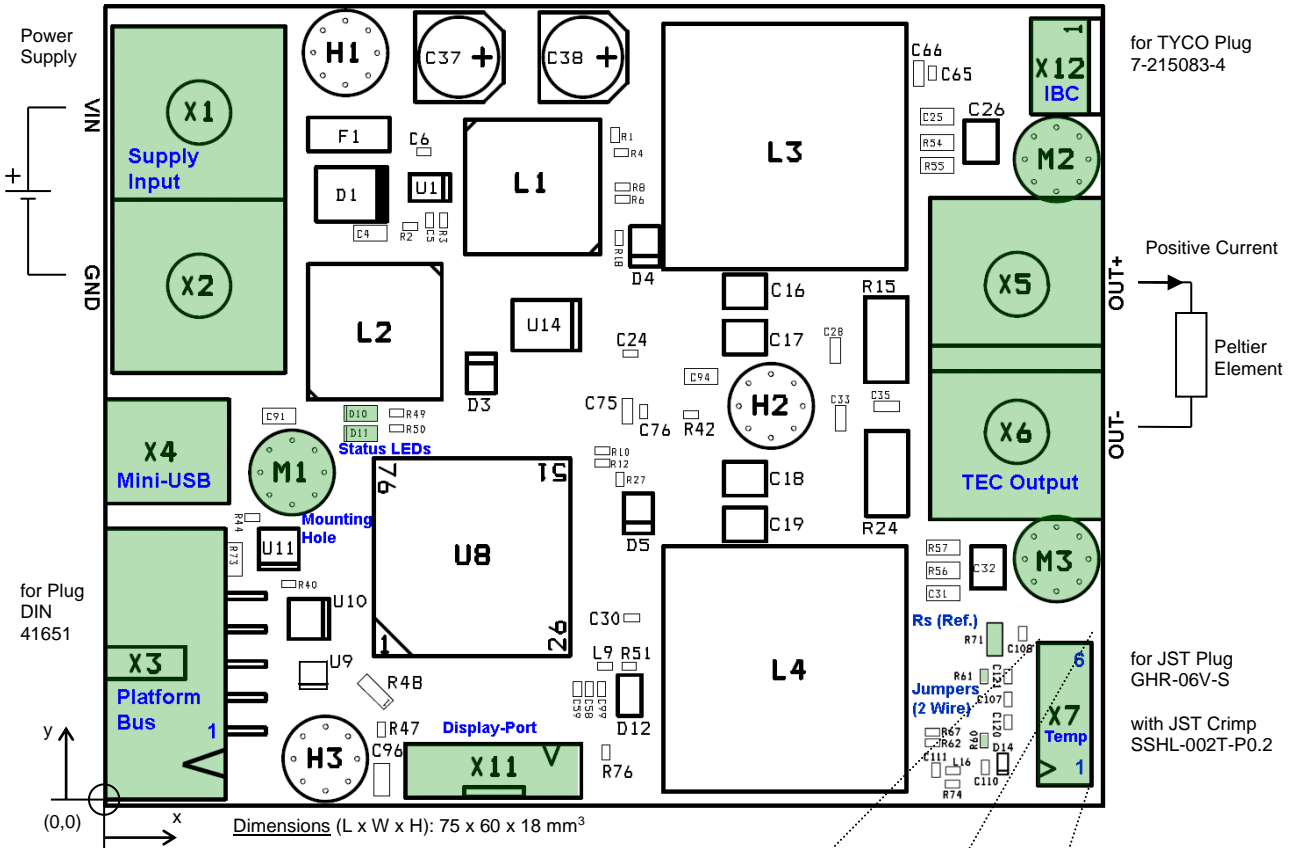 Power
Supply
VIN
GND
X1
Supply
Input
X2
H1
C37
C38
F1
C6
D1
U1
C4
R2
C5
R3
L1
R1
R4
R8
R6
R18
D4
L3
C66
C65
C25
R54
R55
C26
1
X12
IBC
M2
for TYCO Plug
7-215083-4
L2
U14
D3
C24
C16
C17
R15
C28
X5
OUT+
Positive Current
Peltier
Element
X6
TEC Output
OUT-
C94
H2
C33
C35
C75
C76
R42
C91
D10
D11
R49
R50
Status LEDs
X4
Mini-USB
M1
Mounting
Hole
R44
R73
U11
R10
R12
R27
D5
C18
C19
R24
76
51
U8
1
26
R57
R56
C31
C32
M3
for Plug
DIN
41651
R40
U10
U9
X3
Platform
Bus
1
R48
R47
C96
H3
Display-Port
X11
C30
L9
R51
C59
C58
C99
D12
R76
L4
Rs (Ref.)
R71
C108
R61
C121
Jumpers
(2 Wire)
C107
R67
R62
R60
C120
D14
C111
L16
C110
R74
6
X7
Temp
1
for JST Plug
GHR-06V-S
with JST Crimp
SSHL-002T-P0.2
y
x
(0,0)
Dimensions (L x W x H): 75 x 60 x 18 mm³